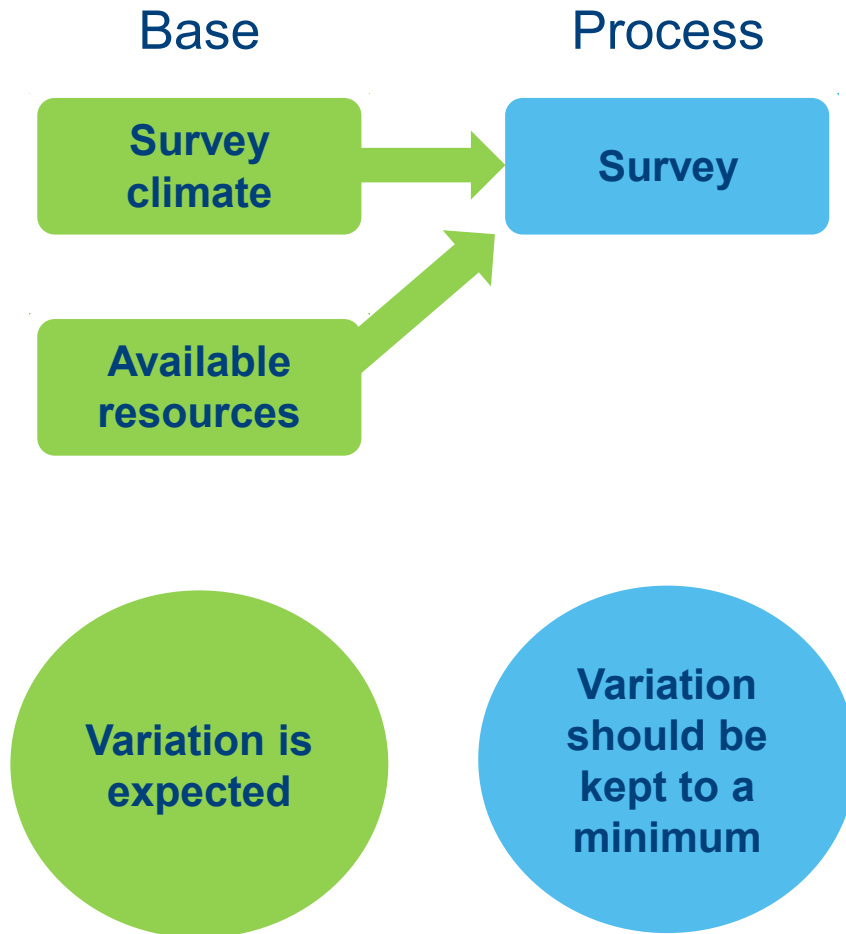 Base
Process
Survey
climate
Survey
Available
resources
Variation is
expected
Variation
should be
kept to a
minimum